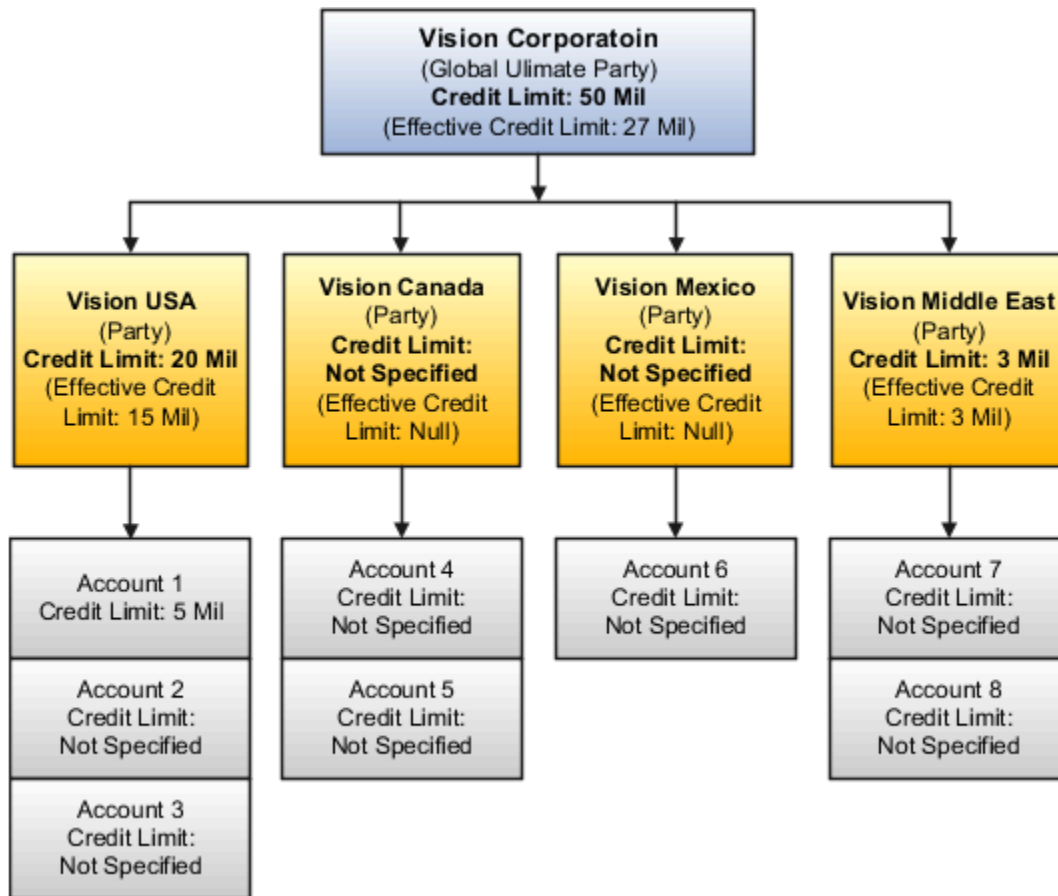 Vision Corporatoin
(Global Ulimate Party)
Credit Limit: 50 Mil
(Effective Credit Limit: 27 Mil)
Vision USA
(Party)
Credit Limit: 20 Mil
(Effective Credit
Limit: 15 Mil)
Vision Canada
(Party)
Credit Limit:
Not Specified
(Effective Credit
Limit: Null)
Vision Mexico
(Party)
Credit Limit:
Not Specified
(Effective Credit
Limit: Null)
Vision Middle East
(Party)
Credit Limit: 3 Mil
(Effective Credit
Limit: 3 Mil)
Account 1
Credit Limit: 5 Mil
Account 2
Credit Limit:
Not Specified
Account 3
Credit Limit:
Not Specified
Account 4
Credit Limit:
Not Specified
Account 5
Credit Limit:
Not Specified
Account 6
Credit Limit:
Not Specified
Account 7
Credit Limit:
Not Specified
Account 8
Credit Limit:
Not Specified